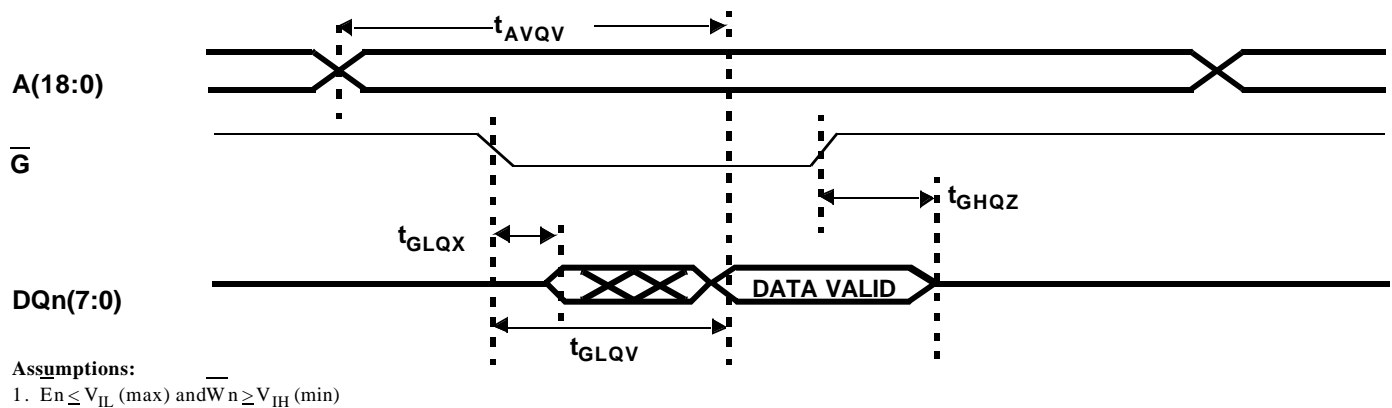 tAVQV
A(18:0)
G
tGHQZ
tGLQX
DATA VALID
DQn(7:0)
tGLQV
Assumptions:
1. En ≤ VIL (max) and Wn ≥ VIH (min)